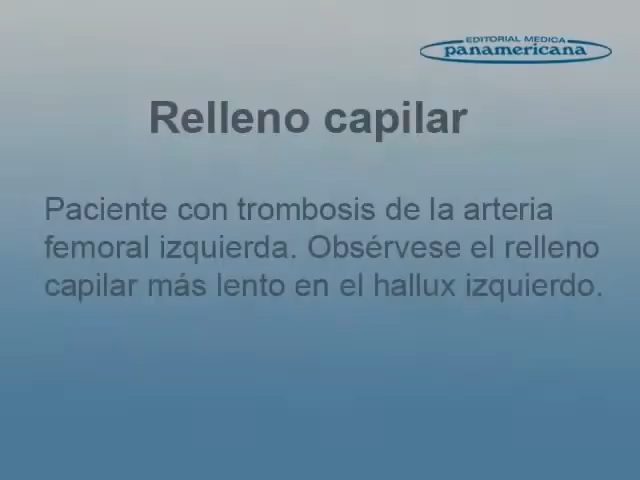 EDITORIAL MEDICA
panamericana
Relleno capilar
Paciente con trombosis de la arteria
femoral izquierda. Obsérvese el relleno
capilar más lento en el hallux izquierdo.